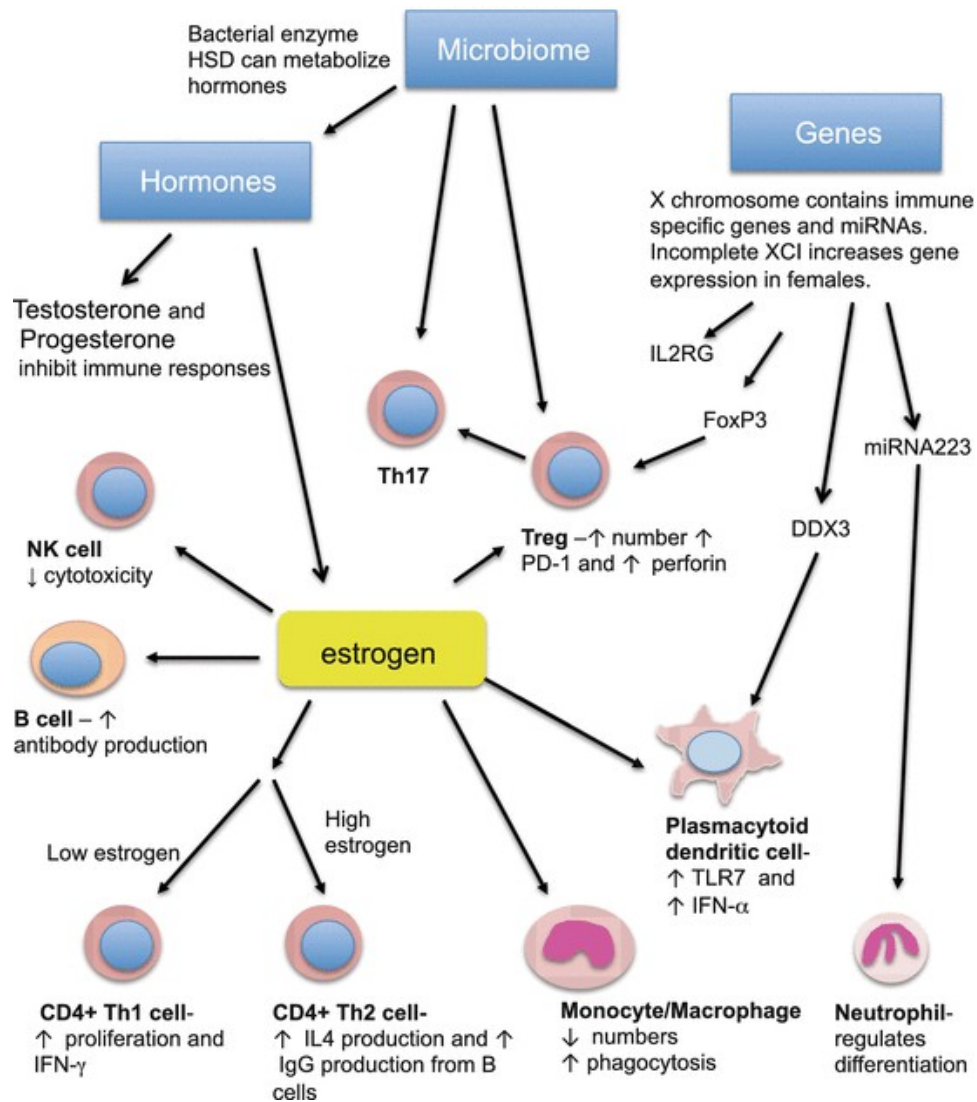 Bacterial enzyme
HSD can metabolize
hormones
Microbiome
Genes
Hormones
X chromosome contains immune
specific genes and miRNAs.
Incomplete XCI increases gene
expression in females.
Testosterone and
Progesterone
inhibit immune responses
IL2RG
FoxP3
miRNA223
DDX3
Th17
Treg –↑ number ↑
PD-1 and ↑ perforin
NK cell
↓ cytotoxicity
estrogen
B cell – ↑
antibody production
Low estrogen
High
estrogen
Plasmacytoid
dendritic cell-
↑ TLR7 and
↑ IFN-α
CD4+ Th1 cell-
↑ proliferation and
IFN-γ
CD4+ Th2 cell-
↑ IL4 production and ↑
IgG production from B
cells
Monocyte/Macrophage
↓ numbers
↑ phagocytosis
Neutrophil-
regulates
differentiation